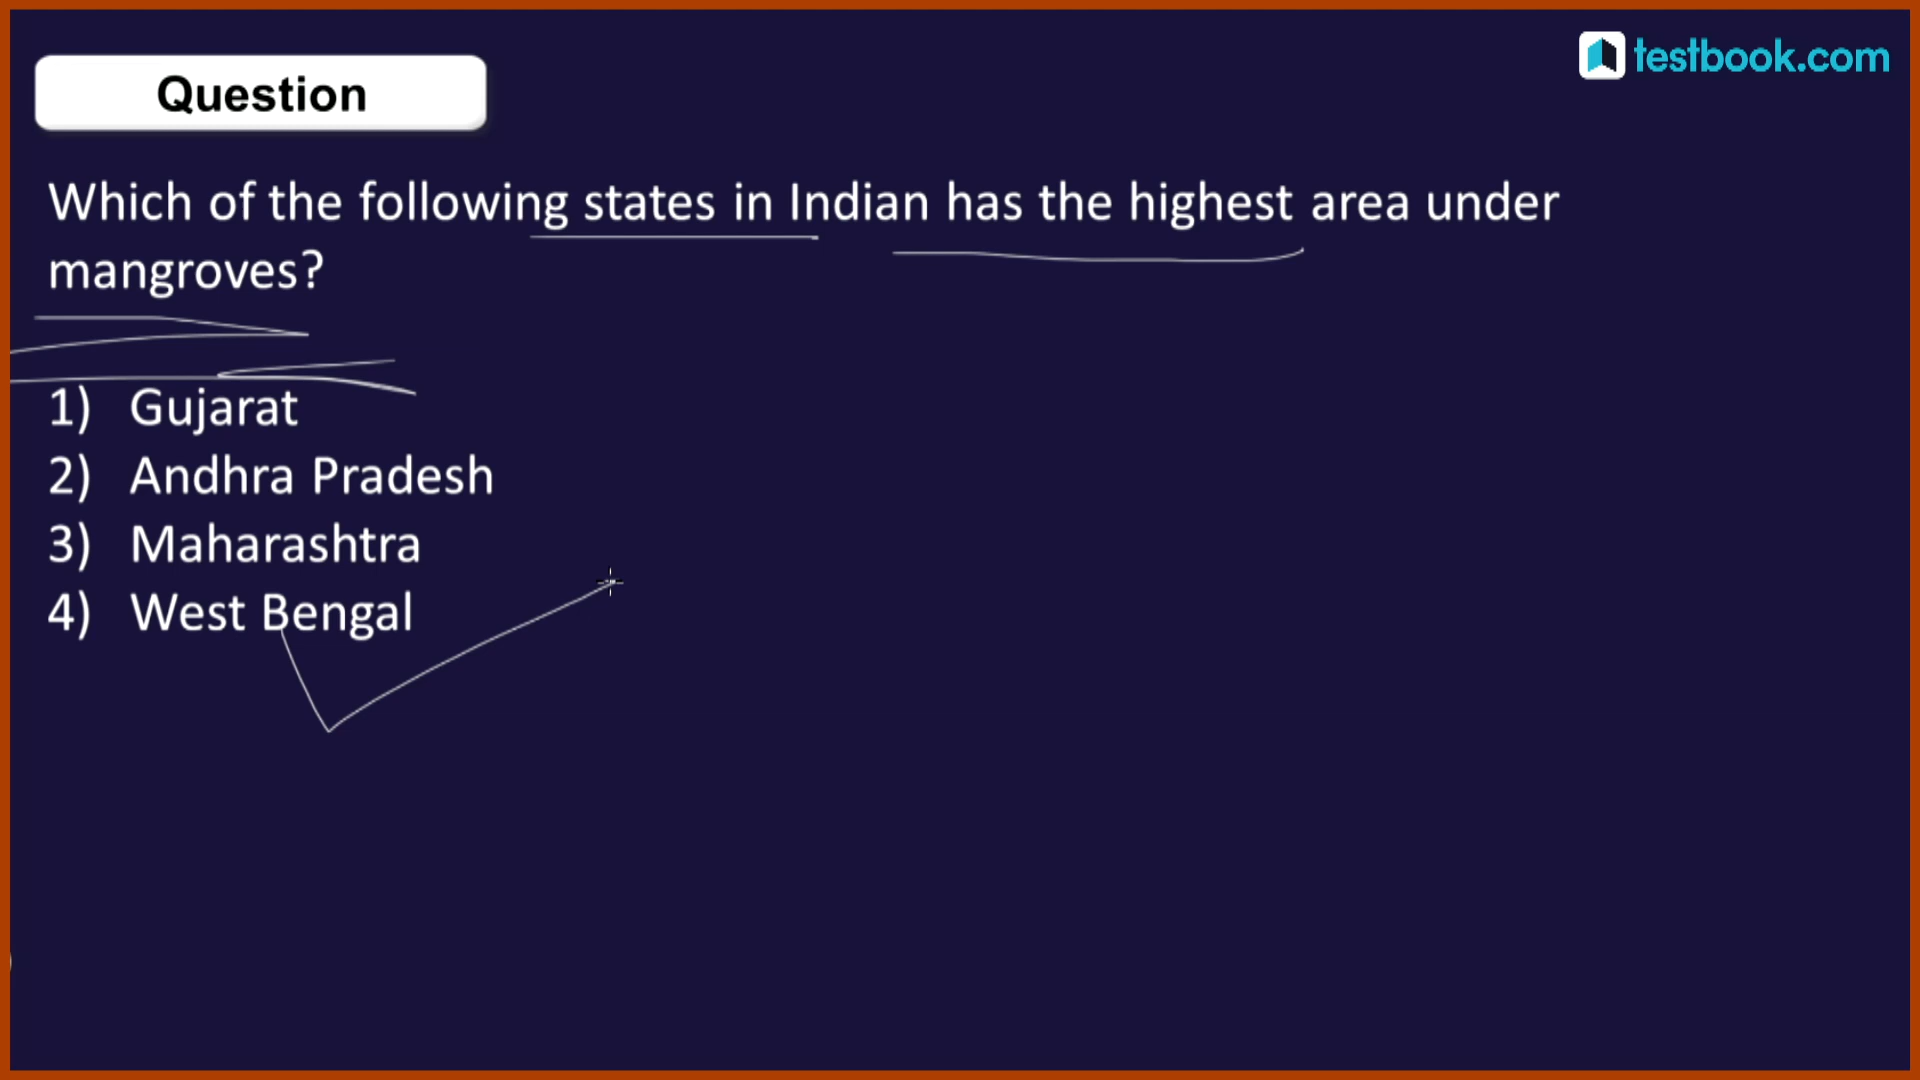 testbook.com
Question
Which of the following states in Indian has the highest area under
mangroves?
1) Gujarat
2) Andhra Pradesh
3) Maharashtra
4) West Bengal